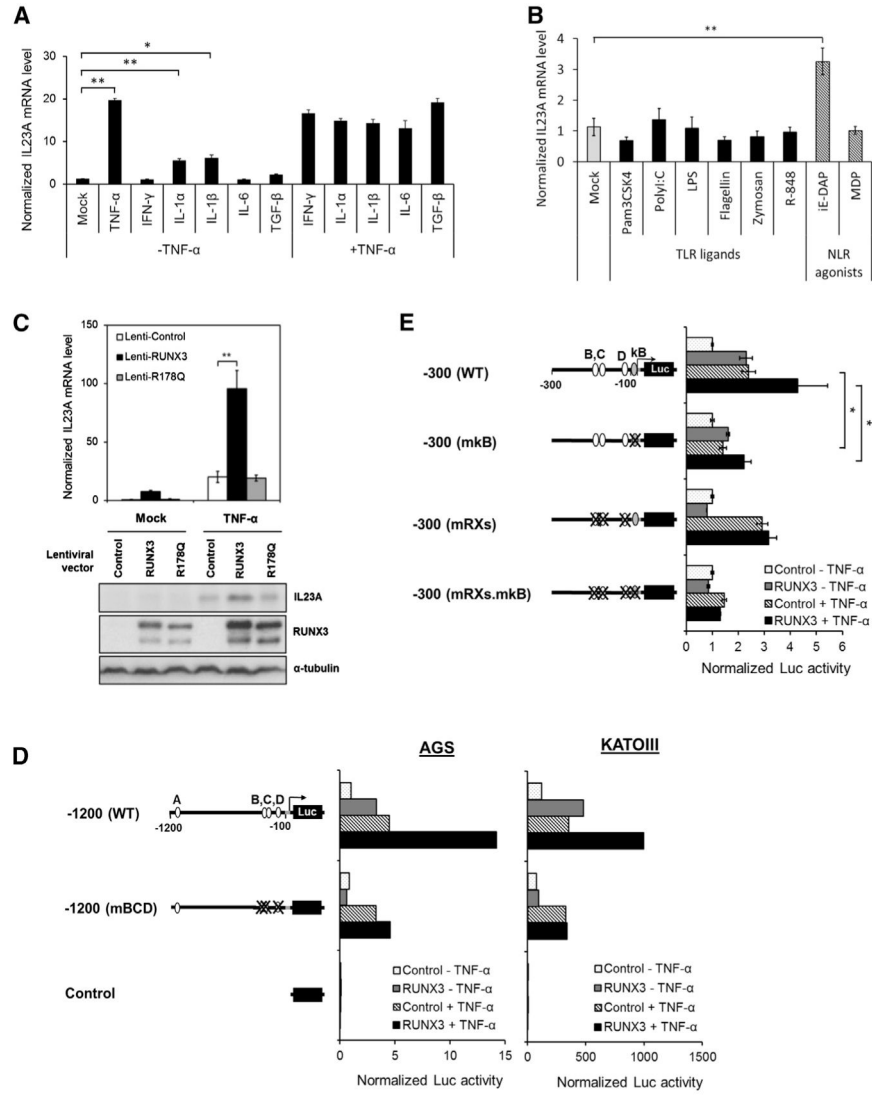 A
Normalized IL23A mRNA level
30
20
10
0
*
**
**
Mock
TNF-α
IFN-γ
IL-1α
IL-1β
IL-6
TGF-β
IFN-γ
IL-1α
IL-1β
IL-6
TGF-β
-TNF-α
+TNF-α
B
Normalized IL23A mRNA level
4
3
2
1
0
**
Mock
Pam3CSK4
PolyI:C
LPS
Flagellin
Zymosan
R-848
iE-DAP
MDP
TLR ligands
NLR
agonists
C
Normalized IL23A mRNA level
150
100
50
0
Lenti-Control
Lenti-RUNX3
Lenti-R178Q
**
Mock
TNF-α
Lentiviral
vector
Control
RUNX3
R178Q
Control
RUNX3
R178Q
IL23A
RUNX3
α-tubulin
E
-300 (WT)
B,C
D
kB
Luc
-300
-100
-300 (mkB)
-300 (mRXs)
-300 (mRXs.mkB)
*
*
Control - TNF-α
RUNX3 - TNF-α
Control + TNF-α
RUNX3 + TNF-α
0 1 2 3 4 5 6
Normalized Luc activity
D
AGS
KATOIII
-1200 (WT)
A
B,C,D
Luc
-1200
-100
-1200 (mBCD)
Control
Control - TNF-α
RUNX3 - TNF-α
Control + TNF-α
RUNX3 + TNF-α
0 5 10 15
Normalized Luc activity
Control - TNF-α
RUNX3 - TNF-α
Control + TNF-α
RUNX3 + TNF-α
0 500 1000 1500
Normalized Luc activity